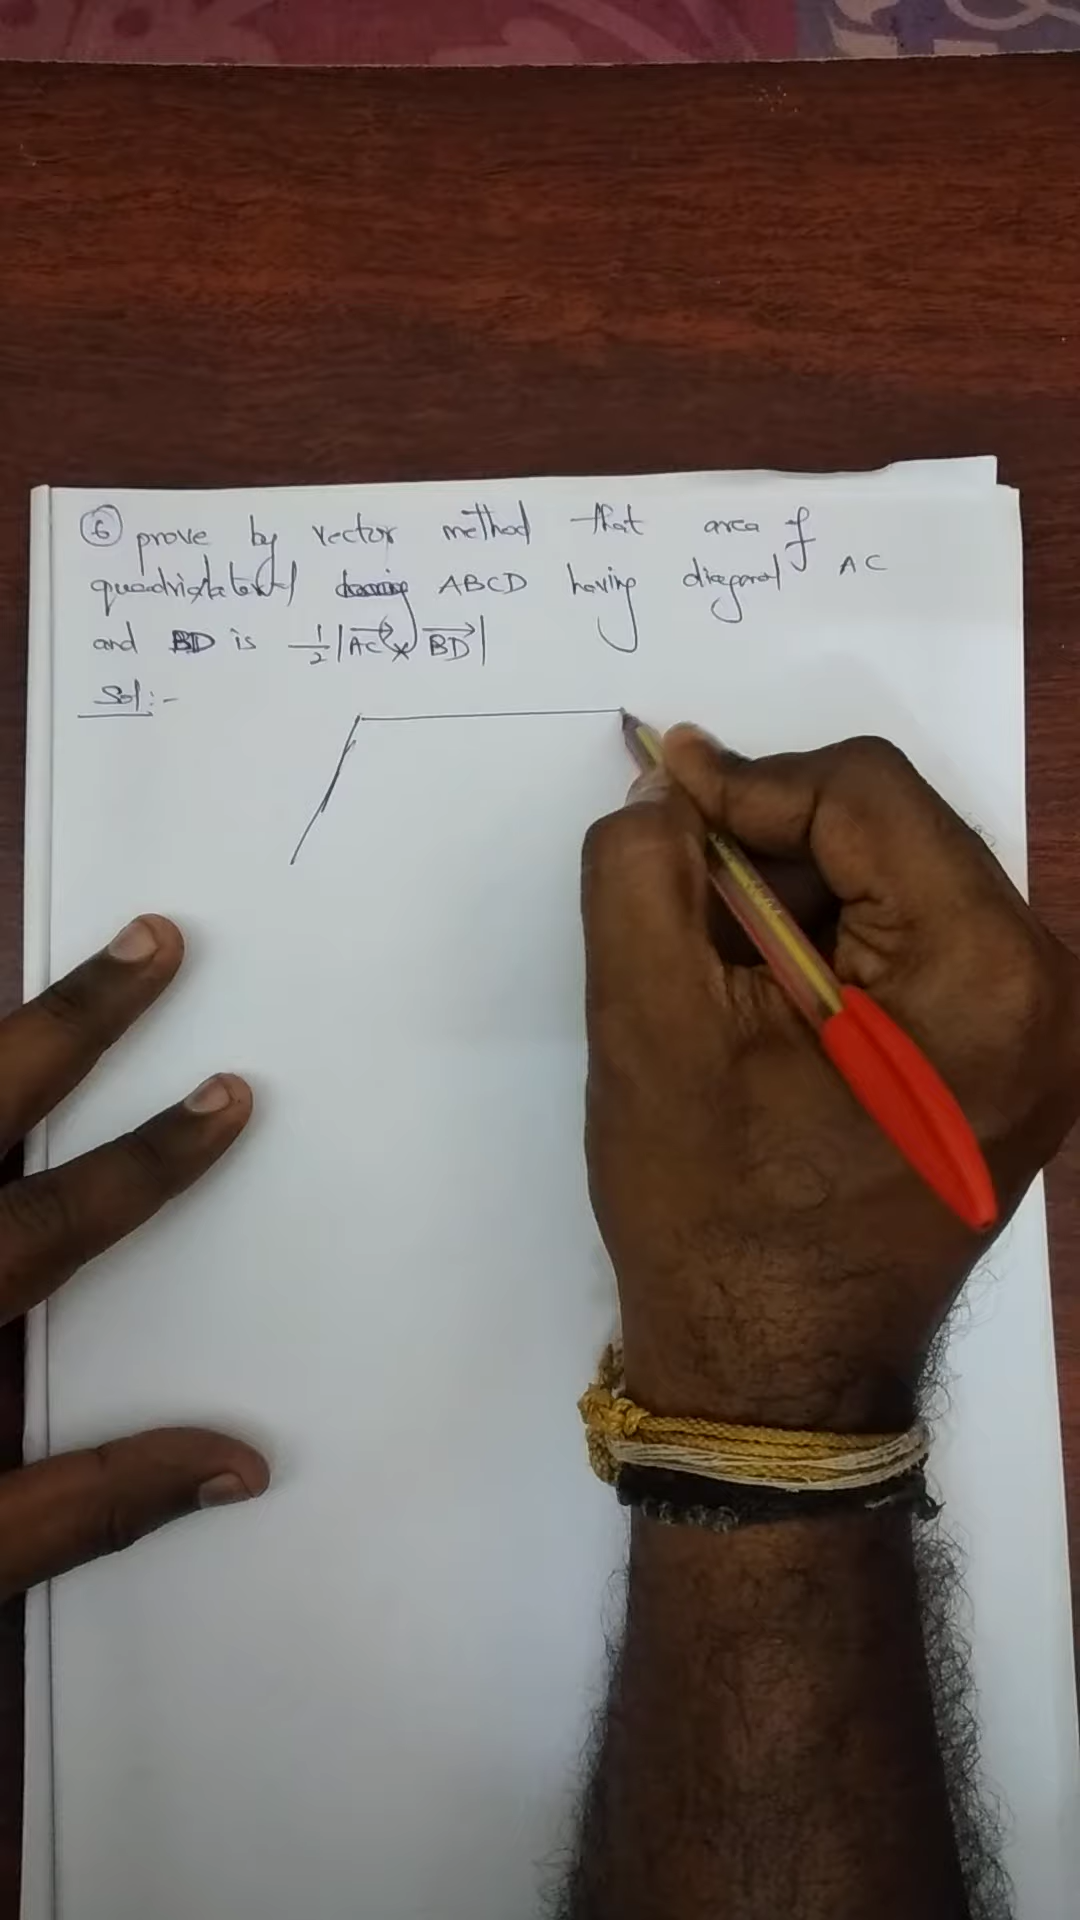 ⑥ prove by vector method that area of
quadrilateral ABCD having diagonal AC
and BD is 1/2 |AC→ × BD→|
Sol:-